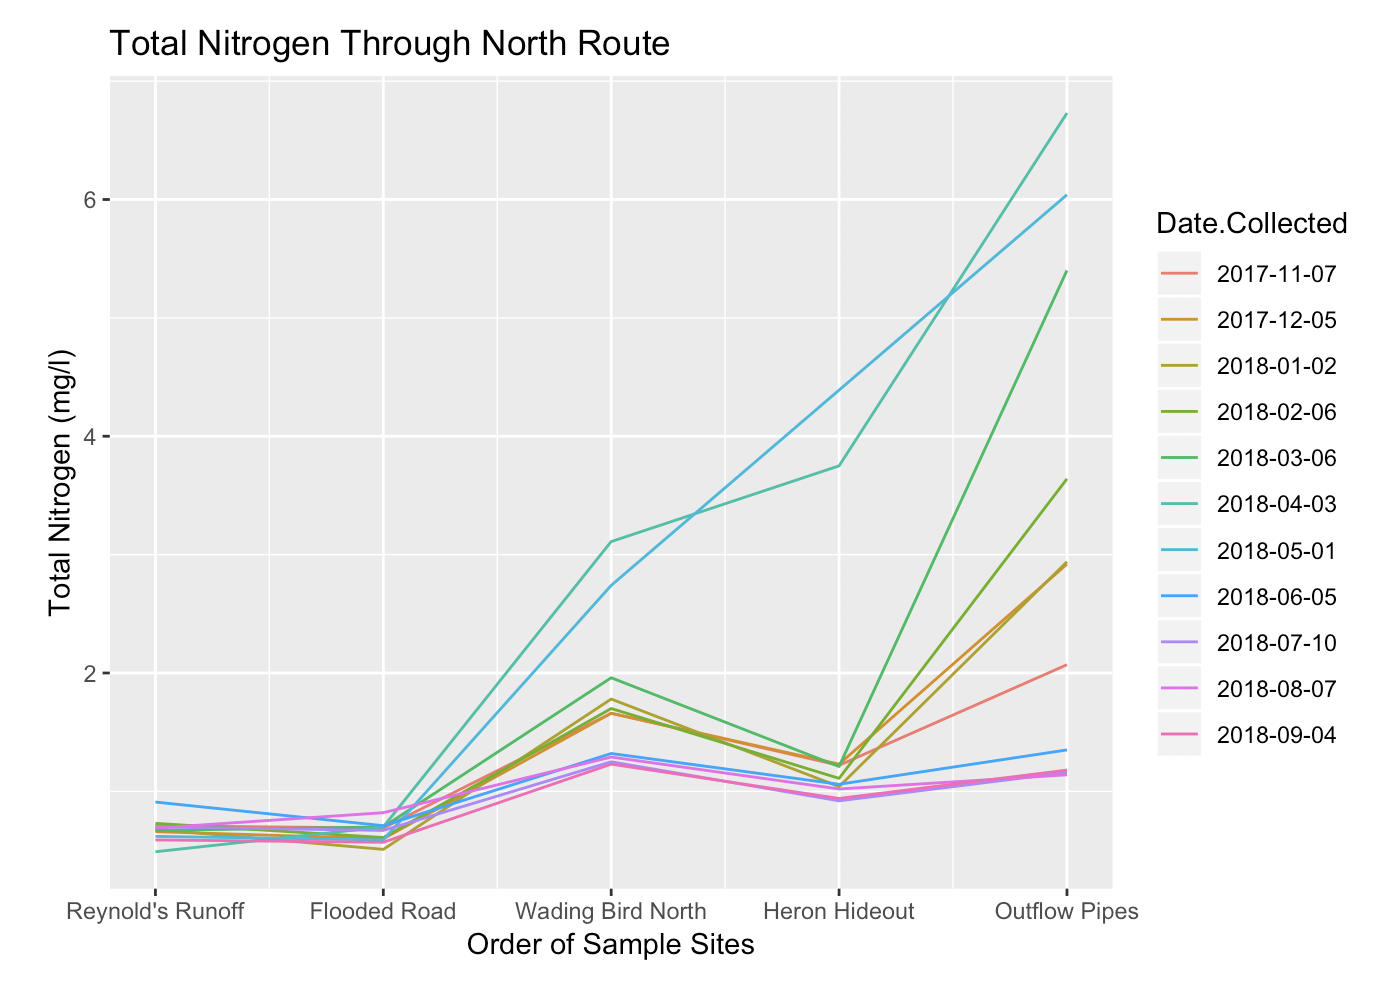 Total Nitrogen Through North Route
Total Nitrogen (mg/l)
6
4
2
Reynold's Runoff
Flooded Road
Wading Bird North
Heron Hideout
Outflow Pipes
Order of Sample Sites
Date.Collected
2017-11-07
2017-12-05
2018-01-02
2018-02-06
2018-03-06
2018-04-03
2018-05-01
2018-06-05
2018-07-10
2018-08-07
2018-09-04